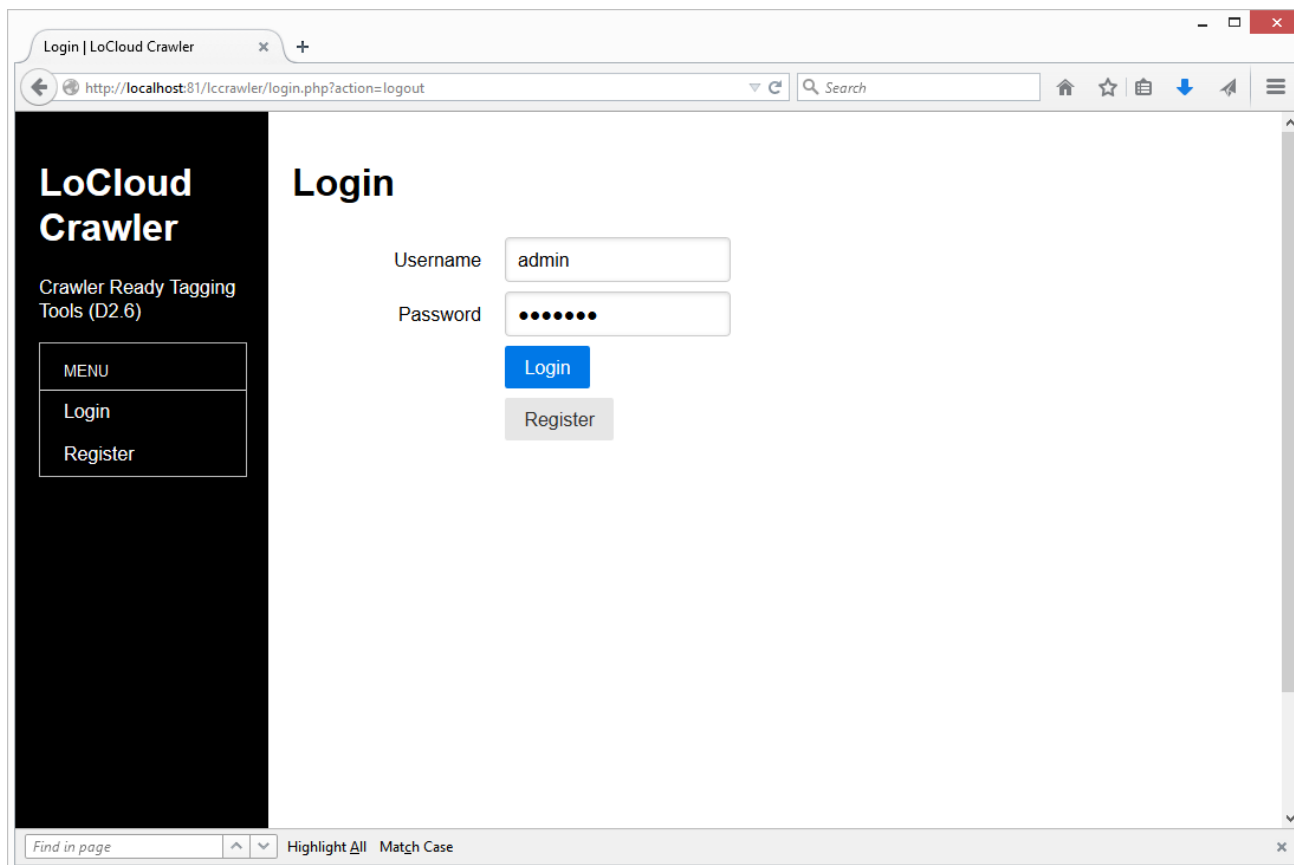 Login | LoCloud Crawler
http://localhost:81/lccrawler/login.php?action=logout
Search
LoCloud
Crawler
Crawler Ready Tagging
Tools (D2.6)
MENU
Login
Register
Login
Username
admin
Password
●●●●●●●
Login
Register
Find in page
Highlight All
Match Case